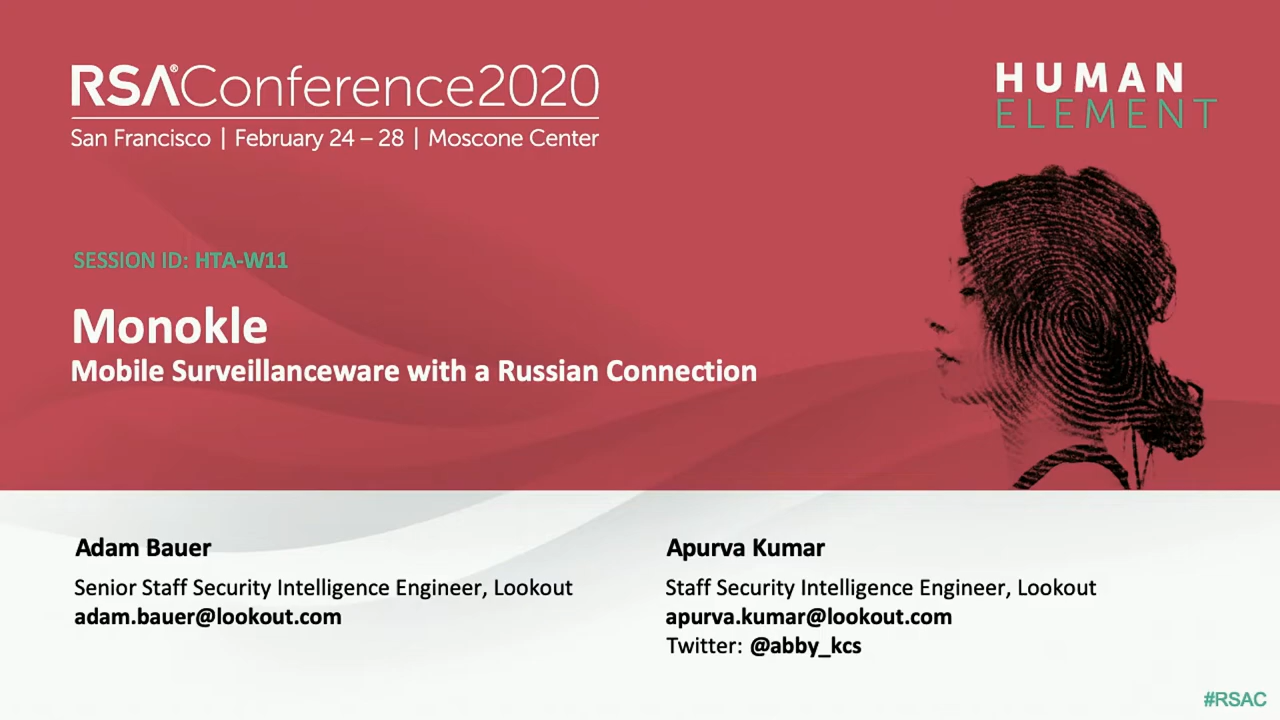 RSA®Conference2020
San Francisco | February 24 – 28 | Moscone Center
HUMAN
ELEMENT
SESSION ID: HTA-W11
Monokle
Mobile Surveillanceware with a Russian Connection
Adam Bauer
Senior Staff Security Intelligence Engineer, Lookout
adam.bauer@lookout.com
Apurva Kumar
Staff Security Intelligence Engineer, Lookout
apurva.kumar@lookout.com
Twitter: @abby_kcs
#RSAC